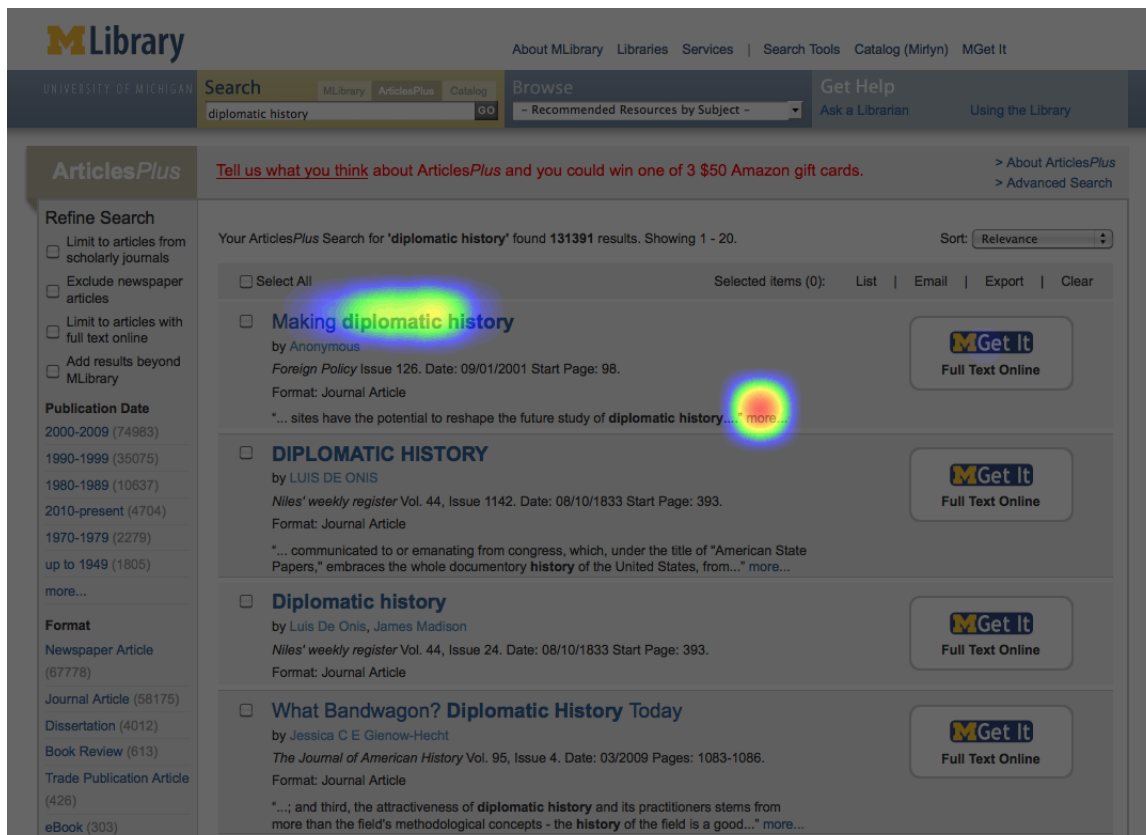 MLibrary
About MLibrary Libraries Services | Search Tools Catalog (Mirlyn) MGet It
UNIVERSITY OF MICHIGAN
Search MLibrary ArticlesPlus Catalog
diplomatic history GO
Browse
– Recommended Resources by Subject –
Get Help
Ask a Librarian Using the Library
ArticlesPlus
Tell us what you think about ArticlesPlus and you could win one of 3 $50 Amazon gift cards.
> About ArticlesPlus
> Advanced Search
Refine Search
Limit to articles from
scholarly journals
Exclude newspaper
articles
Limit to articles with
full text online
Add results beyond
MLibrary
Publication Date
2000-2009 (74983)
1990-1999 (35075)
1980-1989 (10637)
2010-present (4704)
1970-1979 (2279)
up to 1949 (1805)
more...
Format
Newspaper Article
(67778)
Journal Article (58175)
Dissertation (4012)
Book Review (613)
Trade Publication Article
(426)
eBook (303)
Your ArticlesPlus Search for 'diplomatic history' found 131391 results. Showing 1 - 20.
Sort: Relevance
Select All
Selected items (0): List | Email | Export | Clear
Making diplomatic history
by Anonymous
Foreign Policy Issue 126. Date: 09/01/2001 Start Page: 98.
Format: Journal Article
"... sites have the potential to reshape the future study of diplomatic history...." more...
MGet It
Full Text Online
DIPLOMATIC HISTORY
by LUIS DE ONIS
Niles' weekly register Vol. 44, Issue 1142. Date: 08/10/1833 Start Page: 393.
Format: Journal Article
"... communicated to or emanating from congress, which, under the title of "American State
Papers," embraces the whole documentory history of the United States, from..." more...
MGet It
Full Text Online
Diplomatic history
by Luis De Onis, James Madison
Niles' weekly register Vol. 44, Issue 24. Date: 08/10/1833 Start Page: 393.
Format: Journal Article
MGet It
Full Text Online
What Bandwagon? Diplomatic History Today
by Jessica C E Gienow-Hecht
The Journal of American History Vol. 95, Issue 4. Date: 03/2009 Pages: 1083-1086.
Format: Journal Article
"...; and third, the attractiveness of diplomatic history and its practitioners stems from
more than the field's methodological concepts - the history of the field is a good..." more...
MGet It
Full Text Online